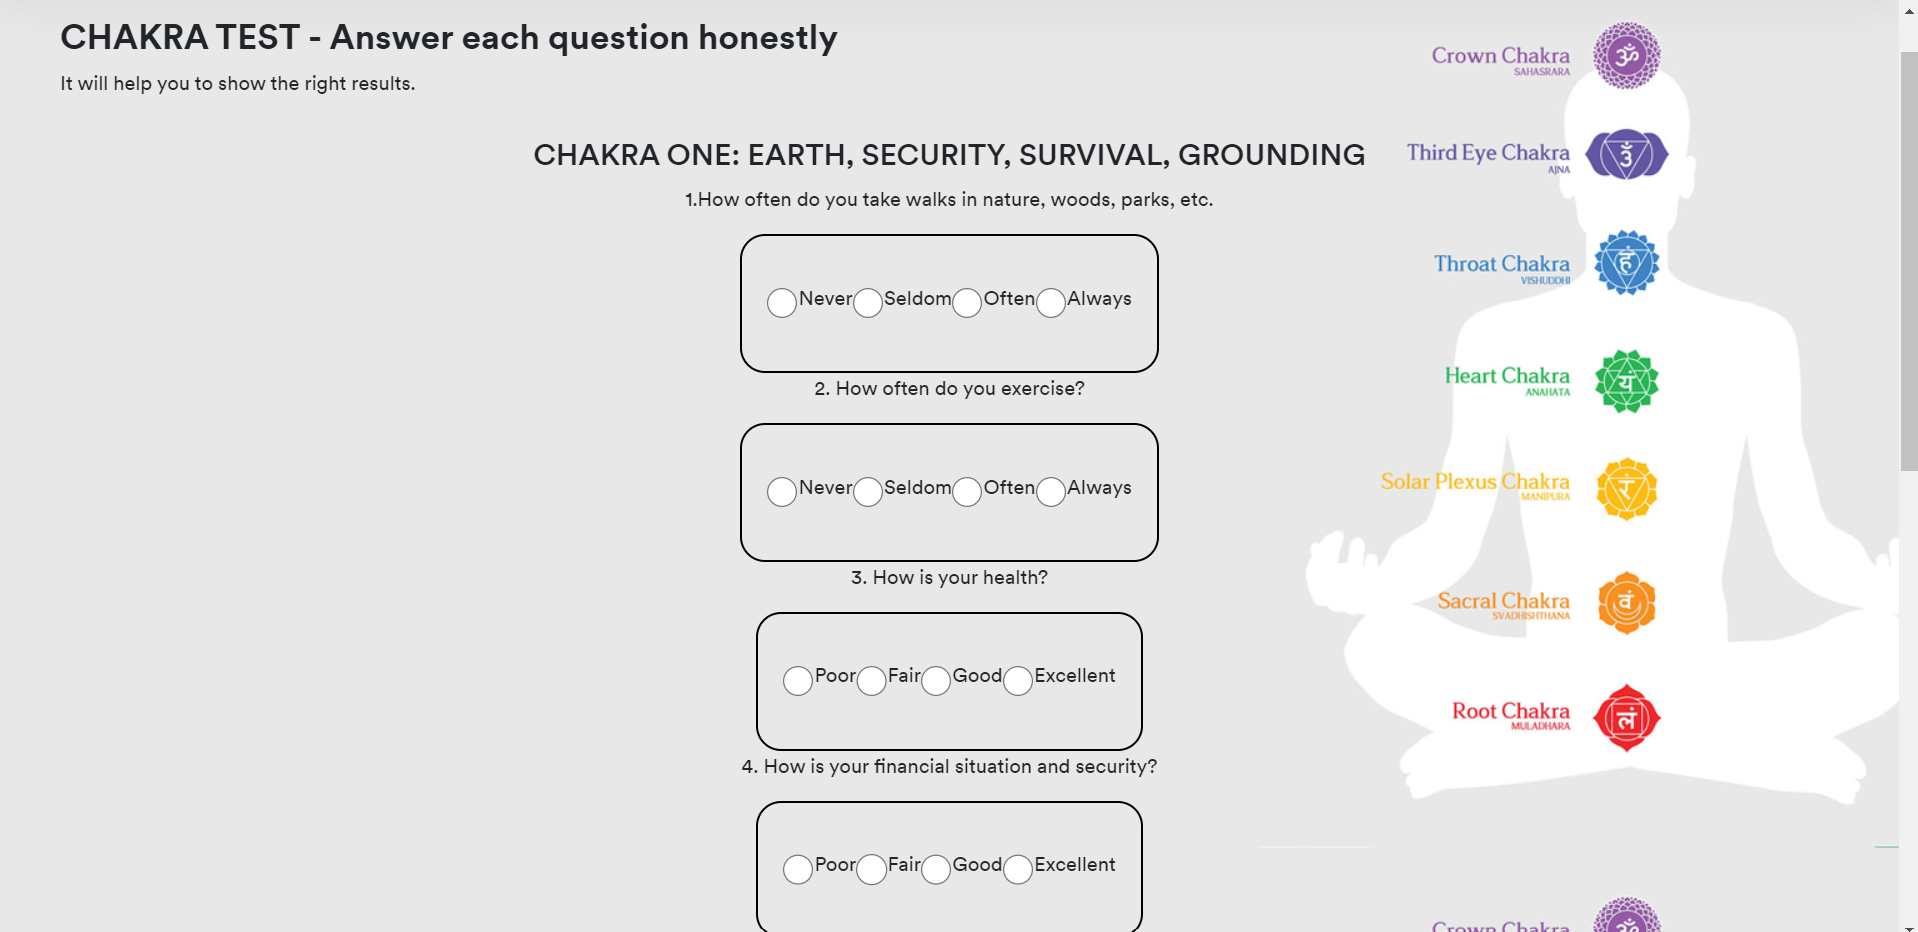 CHAKRA TEST - Answer each question honestly
It will help you to show the right results.
CHAKRA ONE: EARTH, SECURITY, SURVIVAL, GROUNDING
1.How often do you take walks in nature, woods, parks, etc.
Never Seldom Often Always
2. How often do you exercise?
Never Seldom Often Always
3. How is your health?
Poor Fair Good Excellent
4. How is your financial situation and security?
Poor Fair Good Excellent
Crown Chakra
SAHASRARA
ॐ
Third Eye Chakra
AJNA
ॐ
Throat Chakra
VISHUDDHI
हं
Heart Chakra
ANAHATA
यं
Solar Plexus Chakra
MANIPURA
रं
Sacral Chakra
SVADHISHTHANA
वं
Root Chakra
MULADHARA
लं
Crown Chakra
ॐ